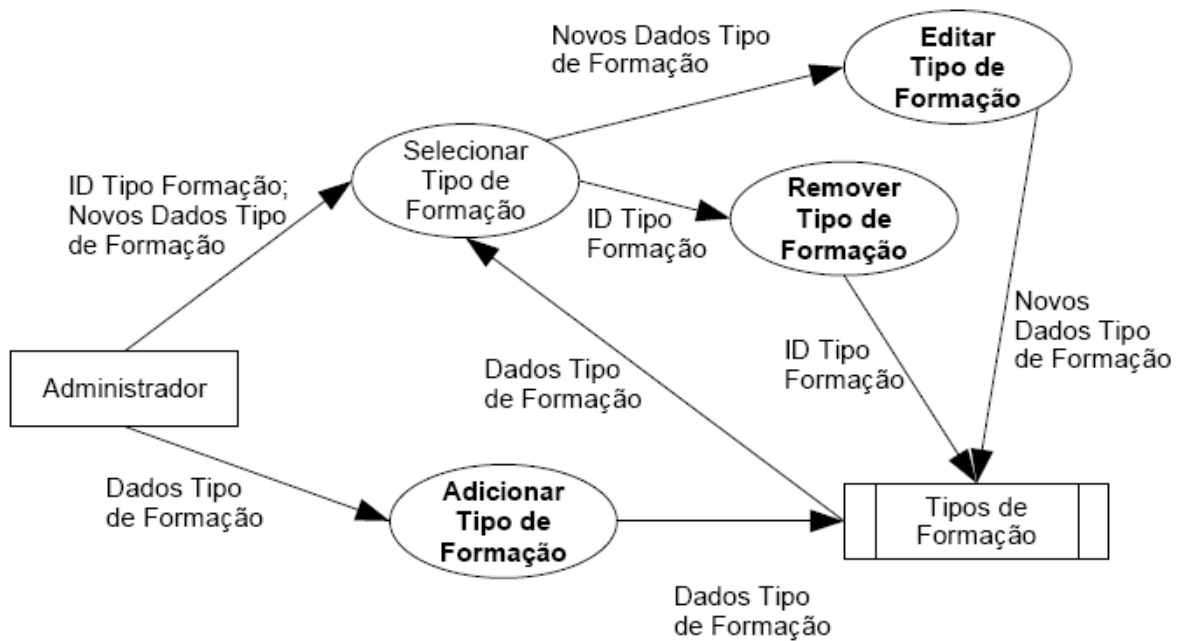 Novos Dados Tipo
de Formação
Editar
Tipo de
Formação
Selecionar
Tipo de
Formação
ID Tipo Formação;
Novos Dados Tipo
de Formação
ID Tipo
Formação
Remover
Tipo de
Formação
Novos
Dados Tipo
de Formação
ID Tipo
Formação
Dados Tipo
de Formação
Administrador
Dados Tipo
de Formação
Adicionar
Tipo de
Formação
Tipos de
Formação
Dados Tipo
de Formação